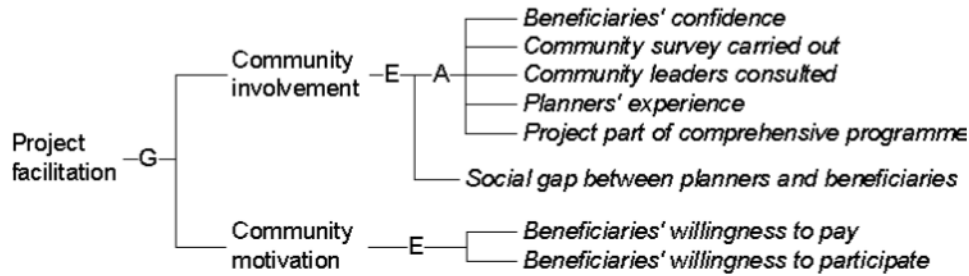 Beneficiaries' confidence
Community survey carried out
Community leaders consulted
Planners' experience
Project part of comprehensive programme
Community
involvement
E
A
Social gap between planners and beneficiaries
Project
facilitation
G
Community
motivation
E
Beneficiaries' willingness to pay
Beneficiaries' willingness to participate